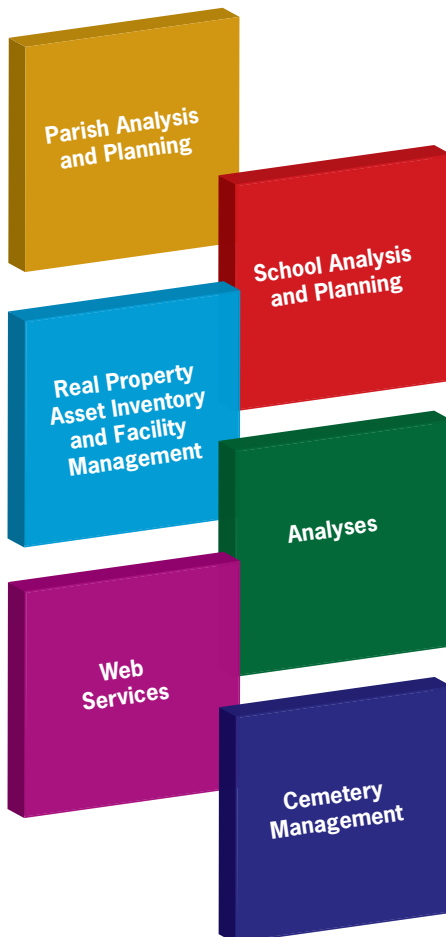 Parish Analysis
and Planning
School Analysis
and Planning
Real Property
Asset Inventory
and Facility
Management
Analyses
Web
Services
Cemetery
Management